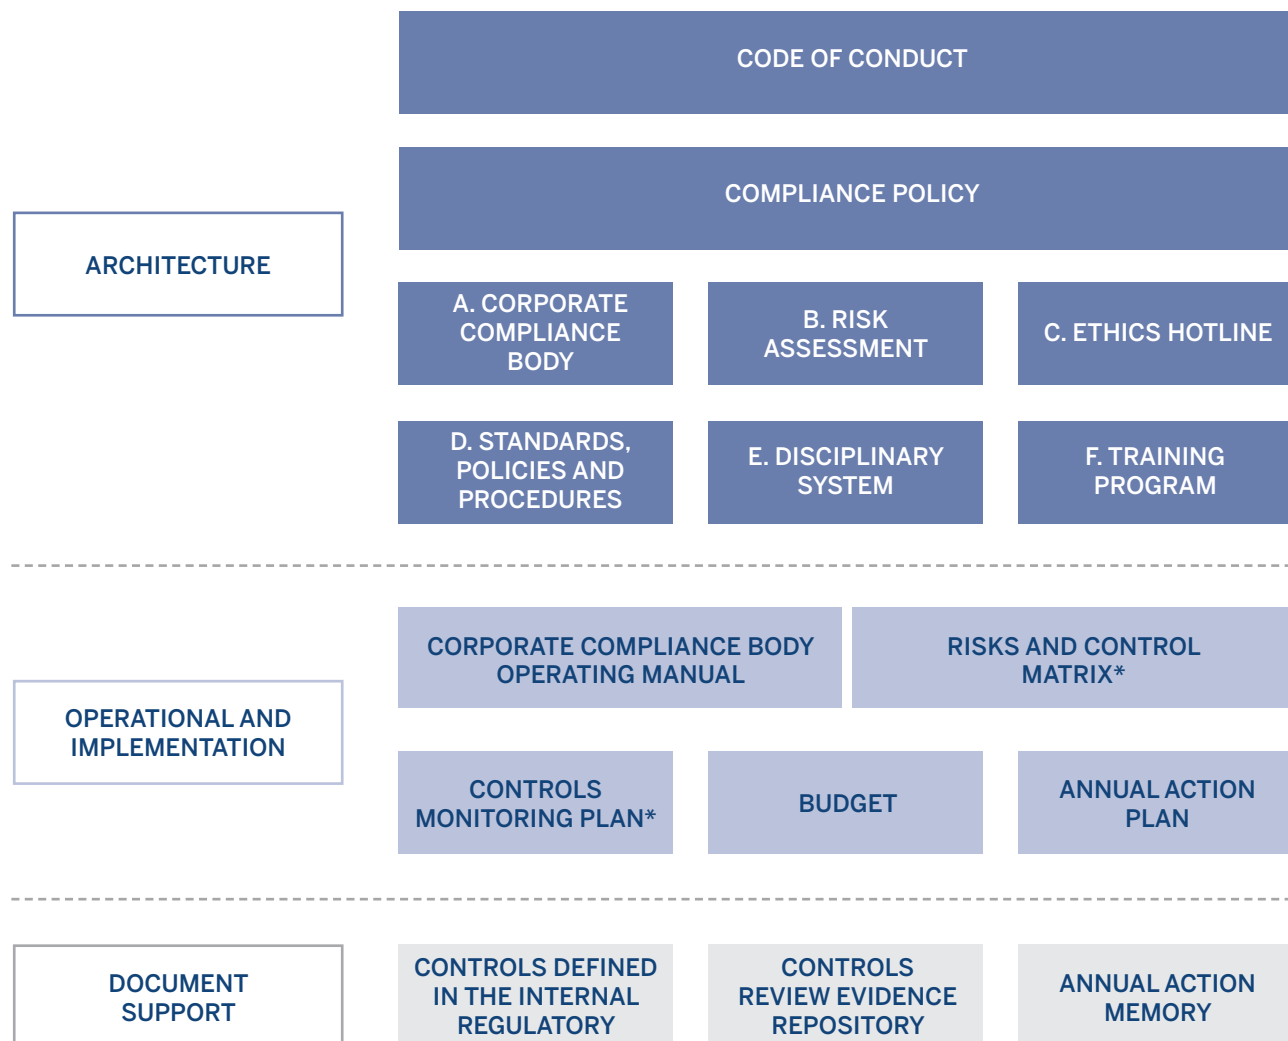 CODE OF CONDUCT
COMPLIANCE POLICY
ARCHITECTURE
A. CORPORATE
COMPLIANCE
BODY
B. RISK
ASSESSMENT
C. ETHICS HOTLINE
D. STANDARDS,
POLICIES AND
PROCEDURES
E. DISCIPLINARY
SYSTEM
F. TRAINING
PROGRAM
OPERATIONAL AND
IMPLEMENTATION
CORPORATE COMPLIANCE BODY
OPERATING MANUAL
RISKS AND CONTROL
MATRIX*
CONTROLS
MONITORING PLAN*
BUDGET
ANNUAL ACTION
PLAN
DOCUMENT
SUPPORT
CONTROLS DEFINED
IN THE INTERNAL
REGULATORY
CONTROLS
REVIEW EVIDENCE
REPOSITORY
ANNUAL ACTION
MEMORY